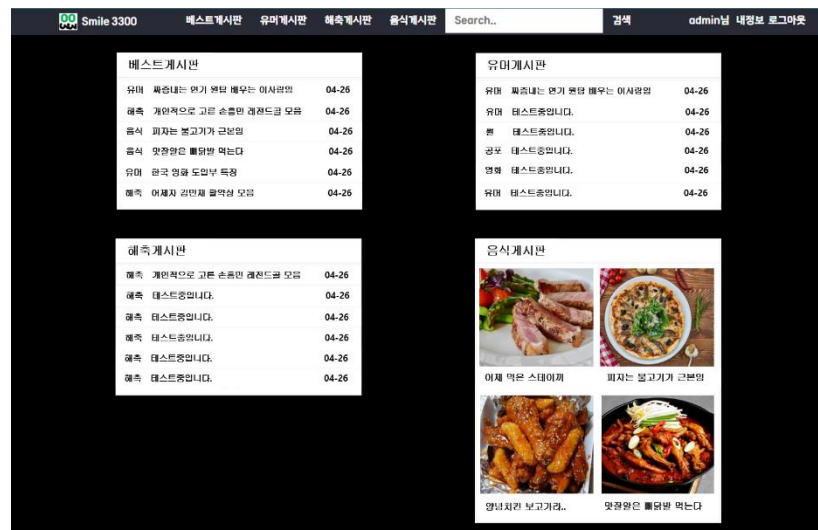 Smile 3300 베스트게시판 유머게시판 해축게시판 음식게시판 Search.. 검색 admin님 내정보 로그아웃
베스트게시판
유머 짜증내는 연기 원탑 배우는 이사람임 04-26
해축 개인적으로 고른 손흥민 레전드골 모음 04-26
음식 피자는 불고기가 근본임 04-26
음식 맛잘알은 뼈닭발 먹는다 04-26
유머 한국 영화 도입부 특징 04-26
해축 어제자 김민재 활약상 모음 04-26
유머게시판
유머 짜증내는 연기 원탑 배우는 이사람임 04-26
유머 테스트중입니다. 04-26
썰 테스트중입니다. 04-26
공포 테스트중입니다. 04-26
영화 테스트중입니다. 04-26
유머 테스트중입니다. 04-26
해축게시판
해축 개인적으로 고른 손흥민 레전드골 모음 04-26
해축 테스트중입니다. 04-26
해축 테스트중입니다. 04-26
해축 테스트중입니다. 04-26
해축 테스트중입니다. 04-26
해축 테스트중입니다. 04-26
음식게시판
어제 먹은 스테이끼
피자는 불고기가 근본임
양념치킨 보고가라..
맛잘알은 뼈닭발 먹는다